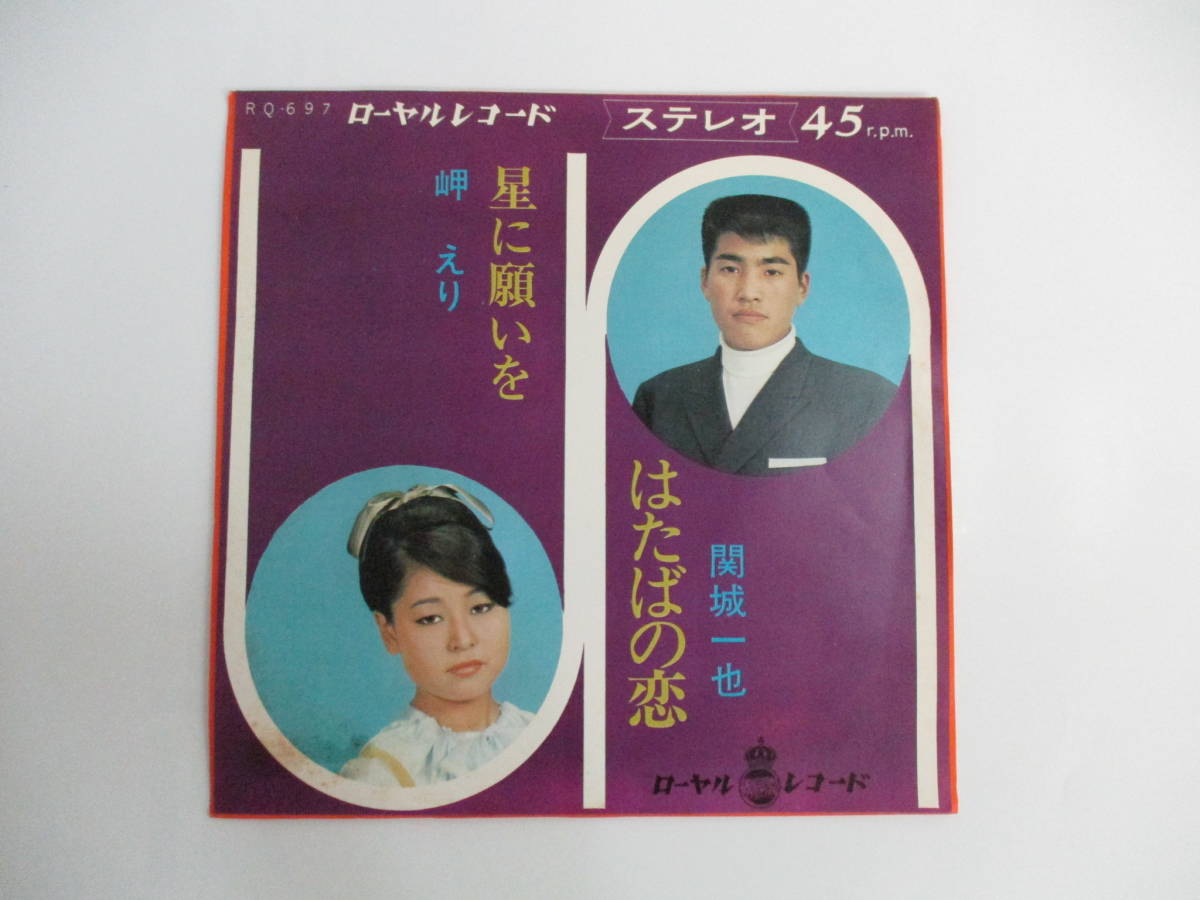 RQ-697
ローヤルレコード
ステレオ
45 r.p.m.
はたばの恋
関城一也
星に願いを
岬 えり
ローヤル レコード